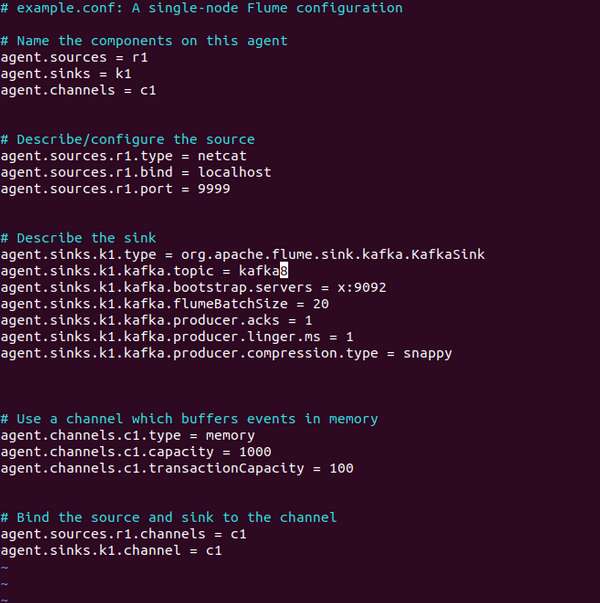 # example.conf: A single-node Flume configuration
# Name the components on this agent
agent.sources = r1
agent.sinks = k1
agent.channels = c1
# Describe/configure the source
agent.sources.r1.type = netcat
agent.sources.r1.bind = localhost
agent.sources.r1.port = 9999
# Describe the sink
agent.sinks.k1.type = org.apache.flume.sink.kafka.KafkaSink
agent.sinks.k1.kafka.topic = kafka8
agent.sinks.k1.kafka.bootstrap.servers = x:9092
agent.sinks.k1.kafka.flumeBatchSize = 20
agent.sinks.k1.kafka.producer.acks = 1
agent.sinks.k1.kafka.producer.linger.ms = 1
agent.sinks.k1.kafka.producer.compression.type = snappy
# Use a channel which buffers events in memory
agent.channels.c1.type = memory
agent.channels.c1.capacity = 1000
agent.channels.c1.transactionCapacity = 100
# Bind the source and sink to the channel
agent.sources.r1.channels = c1
agent.sinks.k1.channel = c1
~
~
~